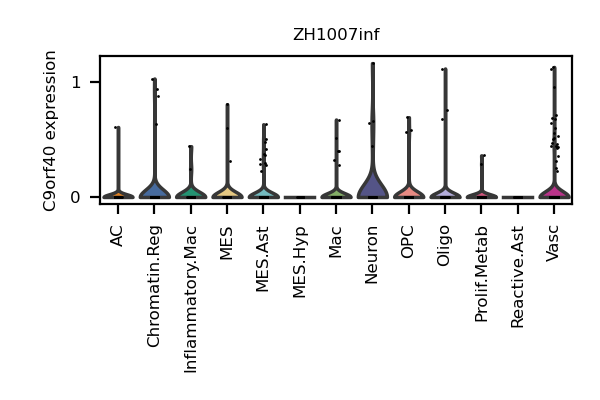 ZH1007inf
C9orf40 expression
1
0
AC
Chromatin.Reg
Inflammatory.Mac
MES
MES.Ast
MES.Hyp
Mac
Neuron
OPC
Oligo
Prolif.Metab
Reactive.Ast
Vasc